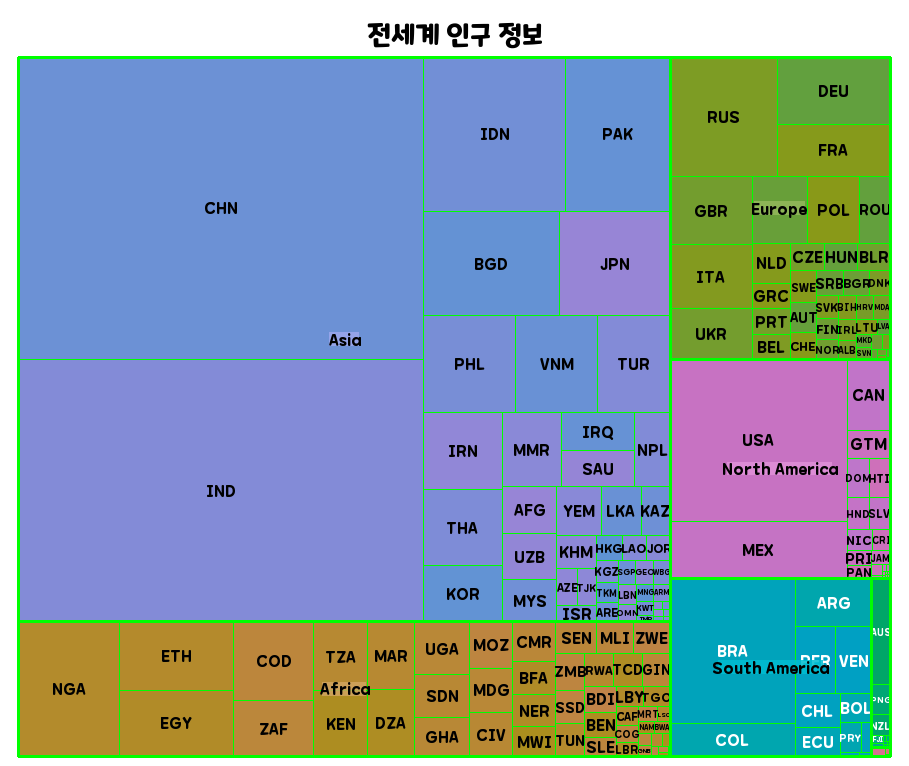 전세계 인구 정보
CHN
IND
Asia
IDN
PAK
BGD
JPN
PHL
VNM
TUR
IRN
MMR
IRQ
SAU
NPL
THA
KOR
AFG
UZB
MYS
YEM
LKA
KAZ
KHM
HKG
LAO
JOR
KGZ
SGP
GEO
WBG
AZE
TJK
TKM
LBN
MNG
ARM
ISR
ARE
OMN
KWT
RUS
DEU
FRA
GBR
Europe
POL
ROU
ITA
UKR
NLD
GRC
PRT
BEL
CZE
HUN
BLR
SWE
SRB
BGR
DNK
AUT
CHE
SVK
BIH
HRV
MDA
FIN
IRL
LTU
LVA
NOR
ALB
MKD
SVN
USA
North America
MEX
CAN
GTM
DOM
HTI
HND
SLV
NIC
CRI
PRI
JAM
PAN
BRA
South America
COL
ARG
PER
VEN
CHL
BOL
ECU
PRY
AUS
PNG
NZL
FJI
NGA
ETH
EGY
COD
ZAF
TZA
MAR
Africa
KEN
DZA
UGA
MOZ
SDN
MDG
GHA
CIV
CMR
BFA
NER
MWI
SEN
MLI
ZWE
ZMB
RWA
TCD
GIN
SSD
BDI
LBY
TGO
BEN
CAF
MRT
LSO
COG
NAM
BWA
TUN
SLE
LBR
GNB